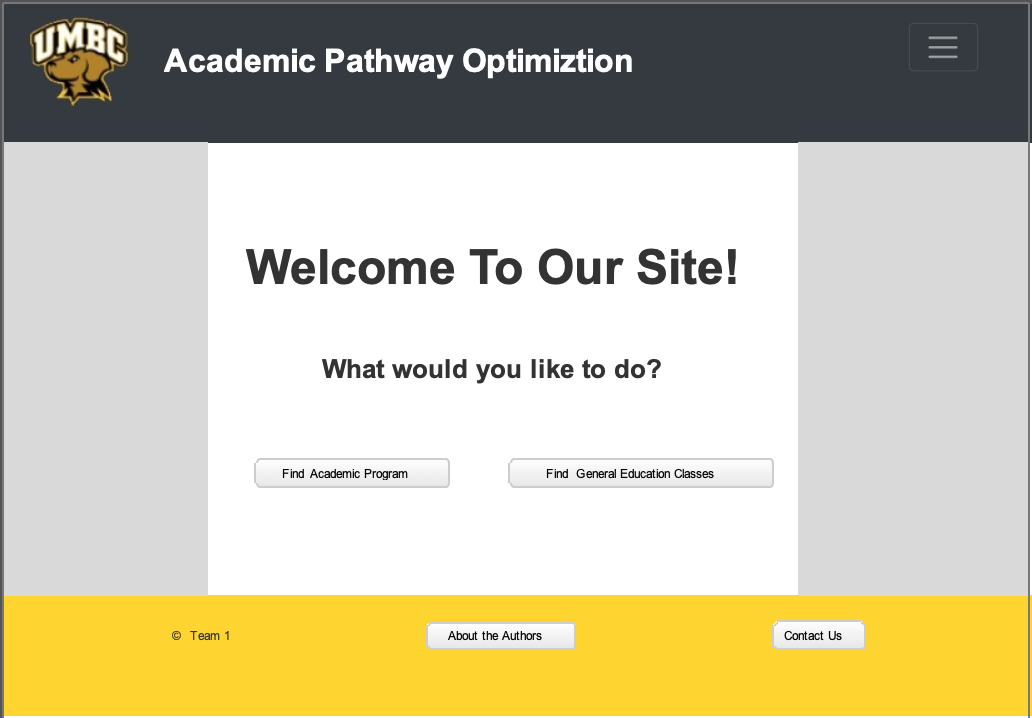 UMBC
Academic Pathway Optimiztion
Welcome To Our Site!
What would you like to do?
Find Academic Program
Find General Education Classes
© Team 1
About the Authors
Contact Us